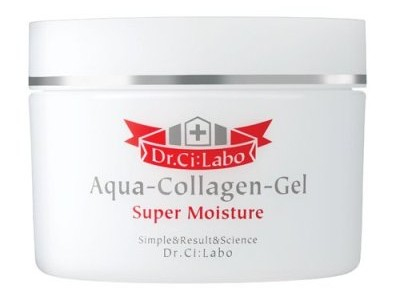 Dr.Ci:Labo
Aqua-Collagen-Gel
Super Moisture
Simple&Result&Science
Dr.Ci:Labo